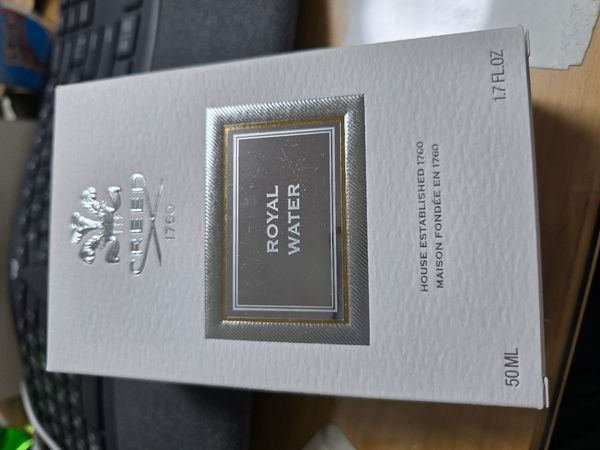 CREED
1760
ROYAL
WATER
HOUSE ESTABLISHED 1760
MAISON FONDÉE EN 1760
50 ML
1.7 FL.OZ